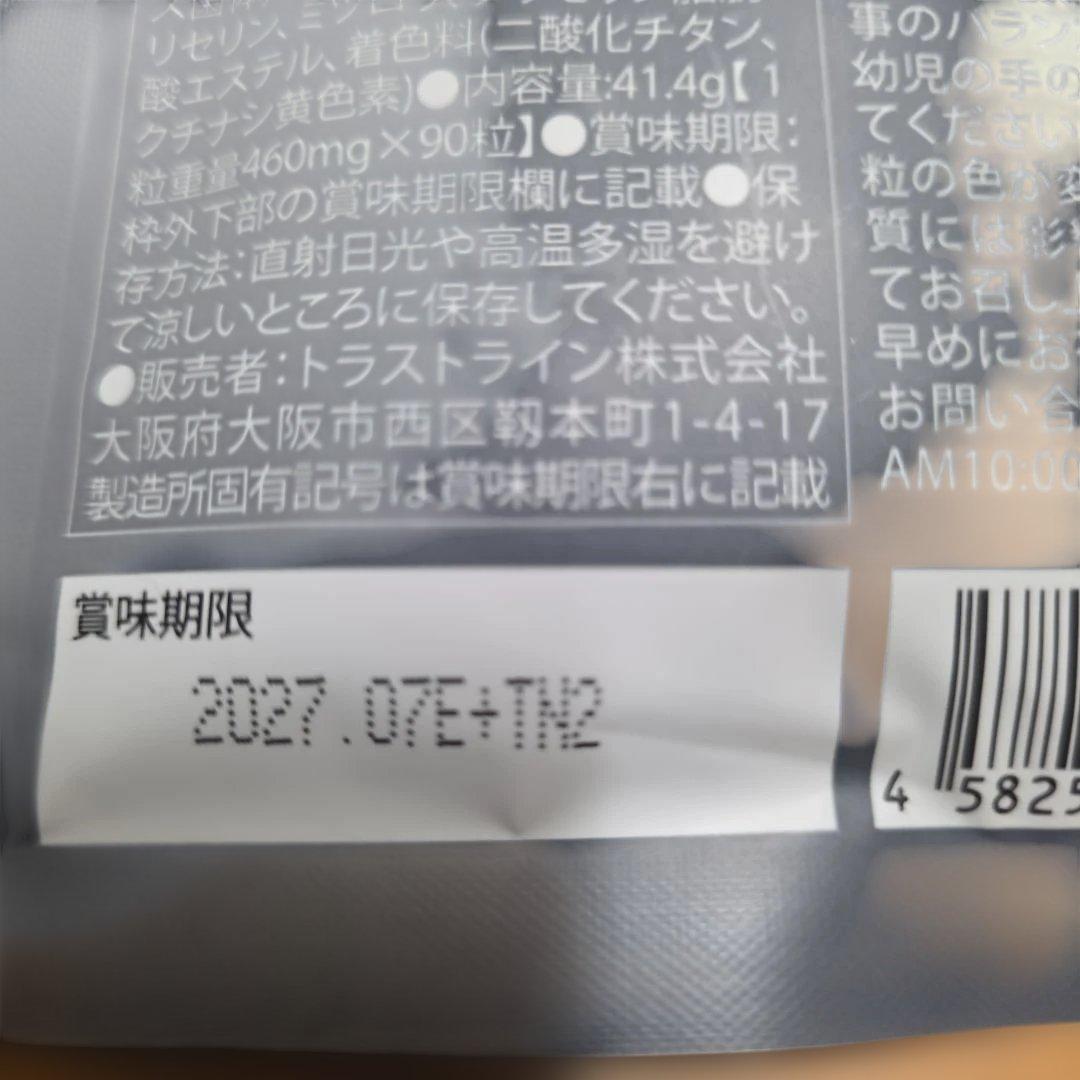 リセリン、
酸エステル、着色料(二酸化チタン、
クチナシ黄色素)●内容量:41.4g【1
粒重量460mg×90粒】●賞味期限:
枠外下部の賞味期限欄に記載●保
存方法:直射日光や高温多湿を避け
て涼しいところに保存してください。
●販売者:トラストライン株式会社
大阪府大阪市西区靱本町1-4-17
製造所固有記号は賞味期限右に記載
事のバラン
幼児の手の
てください
粒の色が変
質には影
てお召し上
早めにお
お問い合
AM10:00
賞味期限
2027.07E+TN2
4 5825